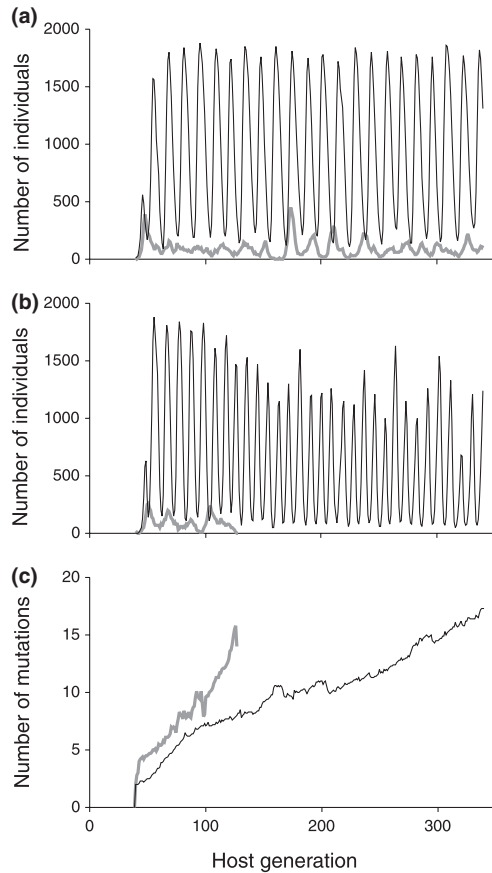 (a)
2000
1500
1000
500
0
Number of individuals
(b)
2000
1500
1000
500
0
Number of individuals
(c)
20
15
10
5
0
Number of mutations
0 100 200 300
Host generation